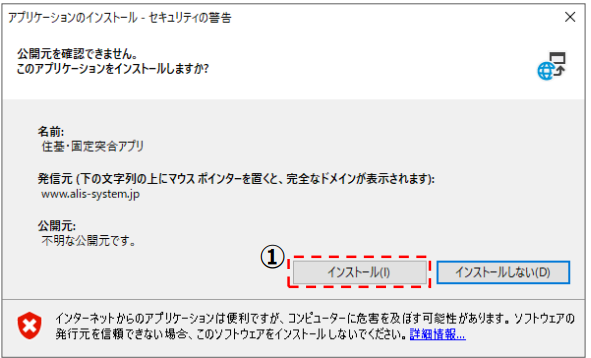 アプリケーションのインストール - セキュリティの警告
公開元を確認できません。
このアプリケーションをインストールしますか?
名前:
住基・固定突合アプリ
発信元 (下の文字列の上にマウス ポインターを置くと、完全なドメインが表示されます):
www.alis-system.jp
公開元:
不明な公開元です。
①
インストール(I)
インストールしない(D)
インターネットからのアプリケーションは便利ですが、コンピューターに危害を及ぼす可能性があります。ソフトウェアの
発行元を信頼できない場合、このソフトウェアをインストールしないでください。詳細情報...